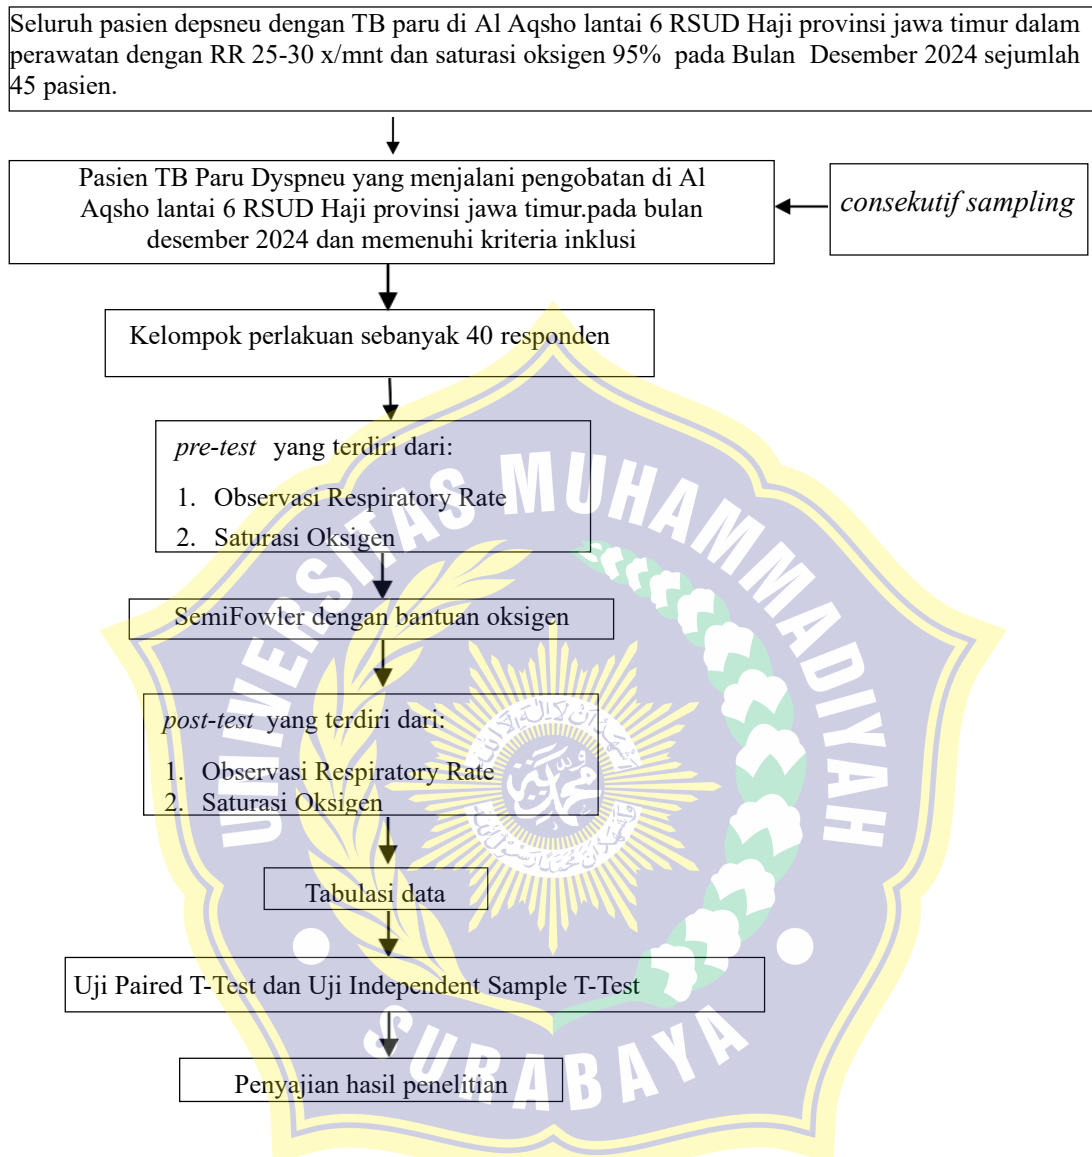 Seluruh pasien depsneu dengan TB paru di Al Aqsho lantai 6 RSUD Haji provinsi jawa timur dalam
perawatan dengan RR 25-30 x/mnt dan saturasi oksigen 95% pada Bulan Desember 2024 sejumlah
45 pasien.
Pasien TB Paru Dyspneu yang menjalani pengobatan di Al
Aqsho lantai 6 RSUD Haji provinsi jawa timur.pada bulan
desember 2024 dan memenuhi kriteria inklusi
consekutif sampling
Kelompok perlakuan sebanyak 40 responden
pre-test yang terdiri dari:
1. Observasi Respiratory Rate
2. Saturasi Oksigen
SemiFowler dengan bantuan oksigen
post-test yang terdiri dari:
1. Observasi Respiratory Rate
2. Saturasi Oksigen
Tabulasi data
Uji Paired T-Test dan Uji Independent Sample T-Test
Penyajian hasil penelitian
UNIVERSITAS MUHAMMADIYAH
SURABAYA